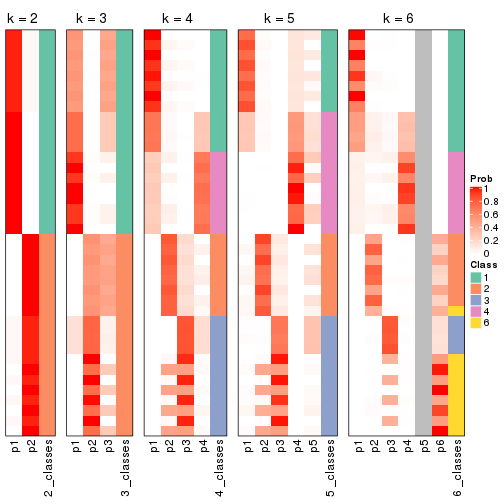 k = 2
k = 3
k = 4
k = 5
k = 6
p1
p2
2_classes
p1
p2
p3
3_classes
p1
p2
p3
p4
4_classes
p1
p2
p3
p4
p5
5_classes
p1
p2
p3
p4
p5
p6
6_classes
Prob
1
0.8
0.6
0.4
0.2
0
Class
1
2
3
4
6